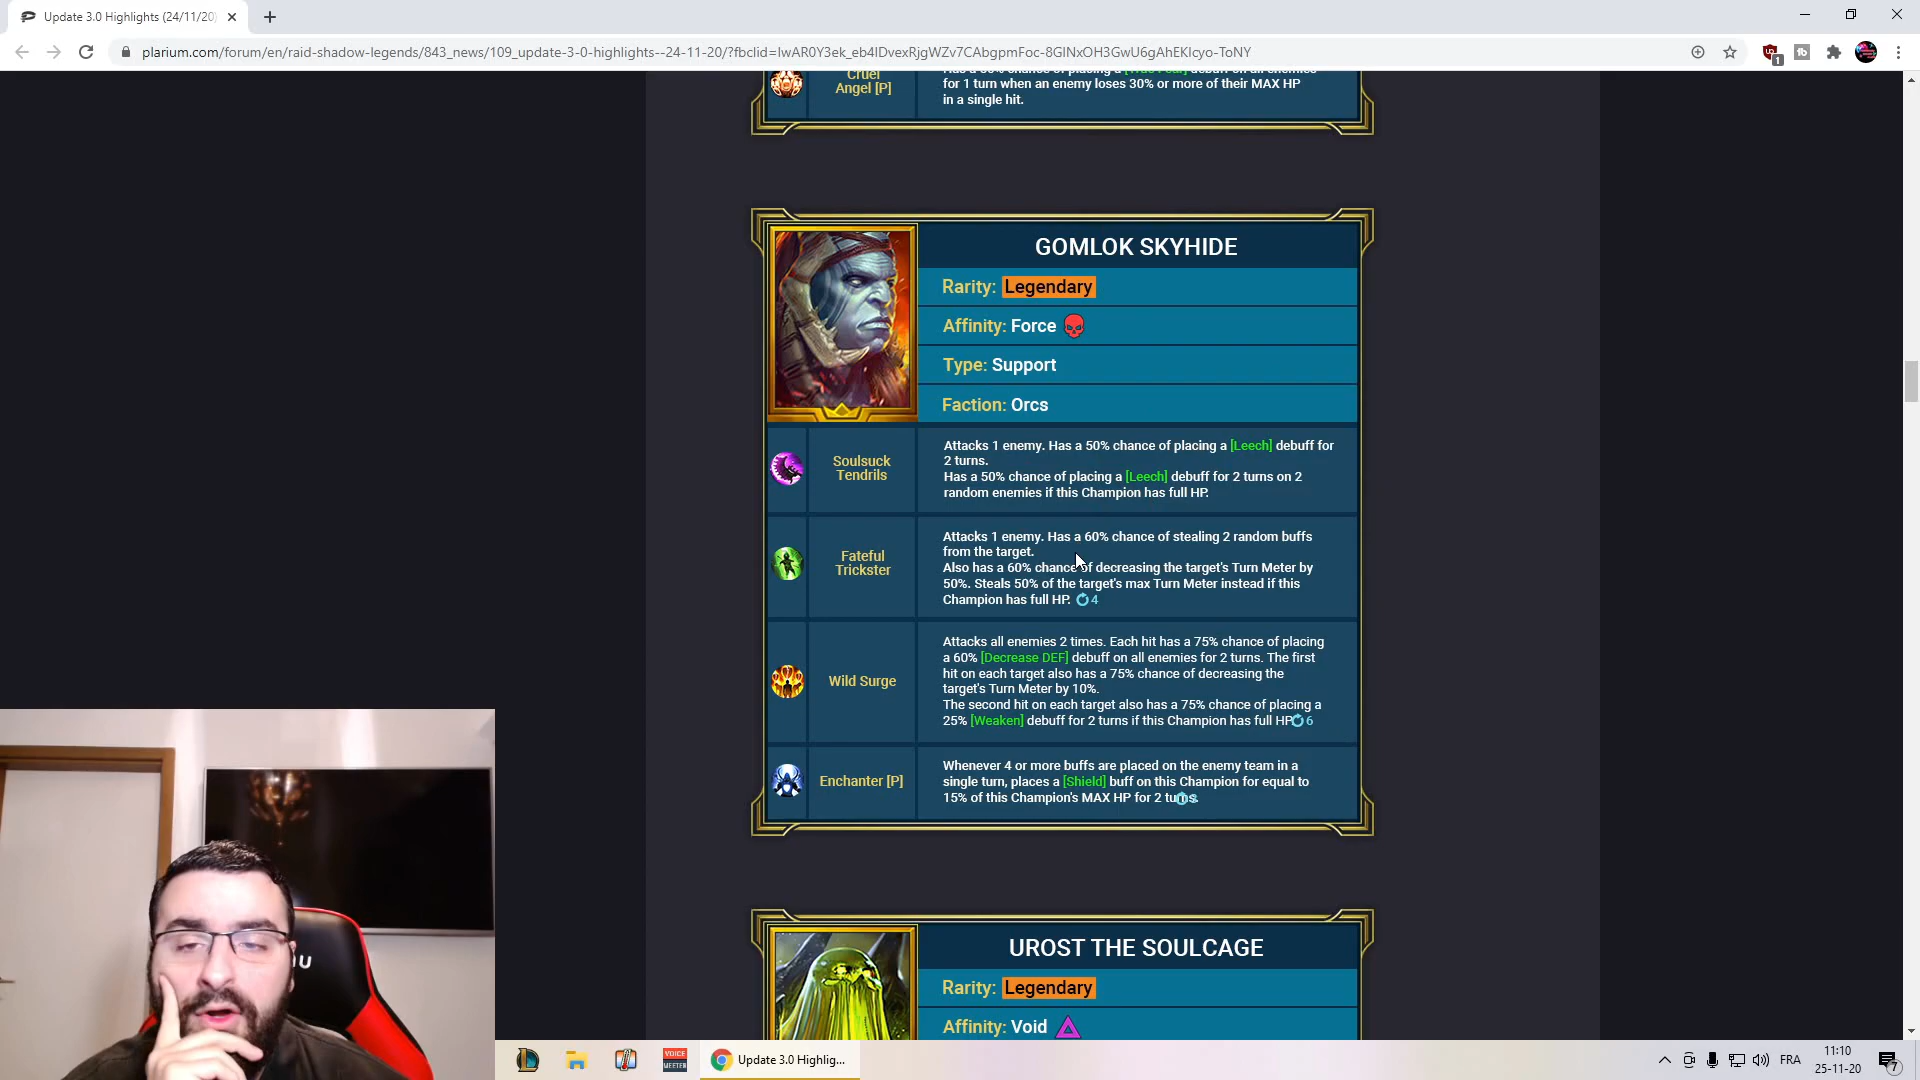 Update 3.0 Highlights (24/11/20)
plarium.com/forum/en/raid-shadow-legends/843_news/109_update-3-0-highlights--24-11-20/?fbclid=IwAR0Y3ek_eb4IDvexRjgWZv7CAbgpmFoc-8GlNxOH3GwU6gAhEKlcyo-ToNY
1
Cruel
Angel [P]
for 1 turn when an enemy loses 30% or more of their MAX HP
in a single hit.
GOMLOK SKYHIDE
Rarity: Legendary
Affinity: Force
Type: Support
Faction: Orcs
Soulsuck
Tendrils
Attacks 1 enemy. Has a 50% chance of placing a [Leech] debuff for
2 turns.
Has a 50% chance of placing a [Leech] debuff for 2 turns on 2
random enemies if this Champion has full HP.
Fateful
Trickster
Attacks 1 enemy. Has a 60% chance of stealing 2 random buffs
from the target.
Also has a 60% chance of decreasing the target's Turn Meter by
50%. Steals 50% of the target's max Turn Meter instead if this
Champion has full HP. 4
Wild Surge
Attacks all enemies 2 times. Each hit has a 75% chance of placing
a 60% [Decrease DEF] debuff on all enemies for 2 turns. The first
hit on each target also has a 75% chance of decreasing the
target's Turn Meter by 10%.
The second hit on each target also has a 75% chance of placing a
25% [Weaken] debuff for 2 turns if this Champion has full HP 6
Enchanter [P]
Whenever 4 or more buffs are placed on the enemy team in a
single turn, places a [Shield] buff on this Champion for equal to
15% of this Champion's MAX HP for 2 turns.
UROST THE SOULCAGE
Rarity: Legendary
Affinity: Void
VOICE
MEETER
Update 3.0 Highlig...
FRA
11:10
25-11-20
7